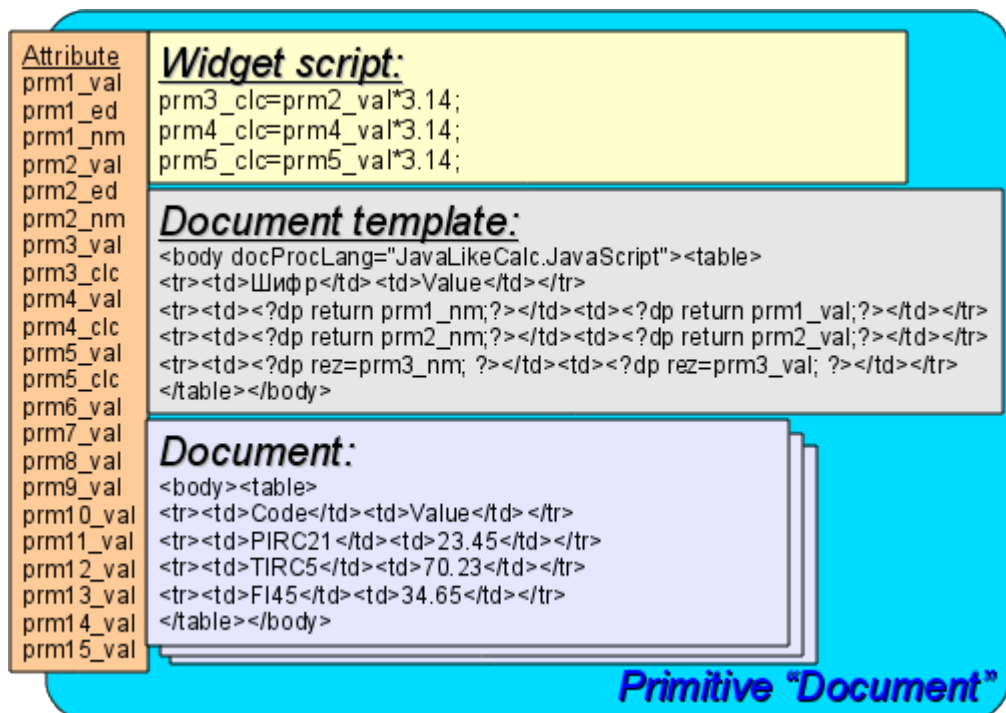 Attribute
prm1_val
prm1_ed
prm1_nm
prm2_val
prm2_ed
prm2_nm
prm3_val
prm3_clc
prm4_val
prm4_clc
prm5_val
prm5_clc
prm6_val
prm7_val
prm8_val
prm9_val
prm10_val
prm11_val
prm12_val
prm13_val
prm14_val
prm15_val
Widget script:
prm3_clc=prm2_val*3.14;
prm4_clc=prm4_val*3.14;
prm5_clc=prm5_val*3.14;
Document template:
<body docProcLang="JavaLikeCalc.JavaScript"><table>
<tr><td>Шифр</td><td>Value</td></tr>
<tr><td><?dp return prm1_nm;?></td><td><?dp return prm1_val;?></td></tr>
<tr><td><?dp return prm2_nm;?></td><td><?dp return prm2_val;?></td></tr>
<tr><td><?dp rez=prm3_nm; ?></td><td><?dp rez=prm3_val; ?></td></tr>
</table></body>
Document:
<body><table>
<tr><td>Code</td><td>Value</td></tr>
<tr><td>PIRC21</td><td>23.45</td></tr>
<tr><td>TIRC5</td><td>70.23</td></tr>
<tr><td>FI45</td><td>34.65</td></tr>
</table></body>
Primitive “Document”